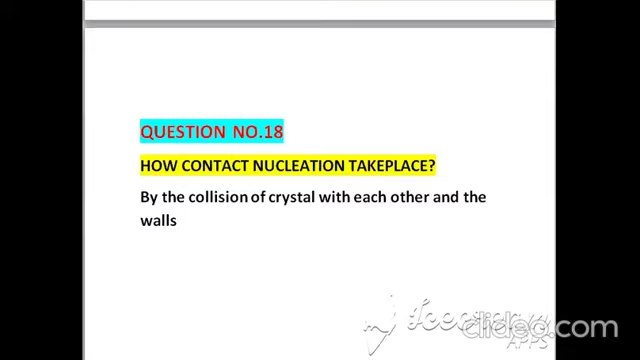 QUESTION NO.18
HOW CONTACT NUCLEATION TAKEPLACE?
By the collision of crystal with each other and the
walls
clideo.com
APPS